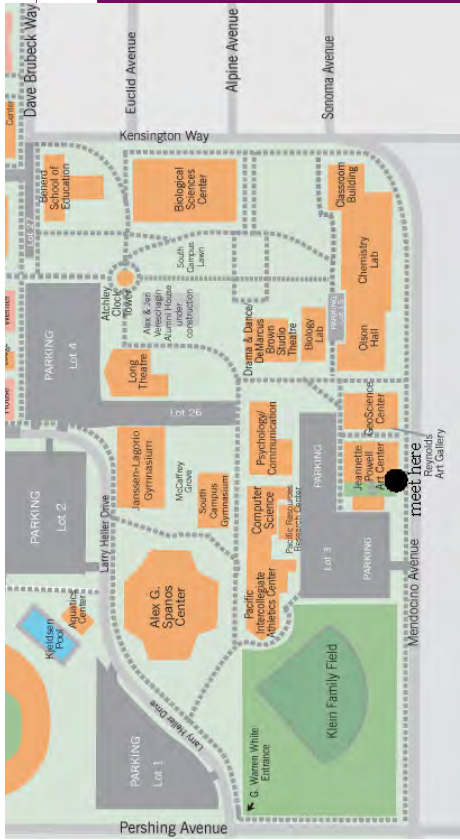 Dave Brubeck Way
Euclid Avenue
Alpine Avenue
Sonoma Avenue
Kensington Way
Center
Lot 27
Benerd
School of
Education
Biological
Sciences
Center
Classroom
Building
South
Campus
Lawn
Atchley
Clock
Tower
Alex & Jeri
Vereschagin
Alumni House
under
construction
Chemistry
Lab
PARKING
Lot 4
Drama & Dance/
DeMarcus
Brown
Studio
Theatre
Biology
Lab
PARKING
Olson
Hall
House
Long
Theatre
Lot 26
GeoScience
Center
Psychology/
Communication
Janssen-Lagorio
Gymnasium
McCaffrey
Grove
South
Campus
Gymnasium
PARKING
Lot 2
Larry Heller Drive
PARKING
Jeannette
Powell
Art Center
Reynolds
Art Gallery
meet here
Computer
Science
Pacific Resources
Research Center
Lot 3
PARKING
Pacific
Intercollegiate
Athletics Center
Alex G.
Spanos
Center
Aquatics
Center
Kjeldsen
Pool
Mendocino Avenue
Klein Family Field
Larry Heller Drive
PARKING
Lot 1
G. Warren White
Entrance
Pershing Avenue